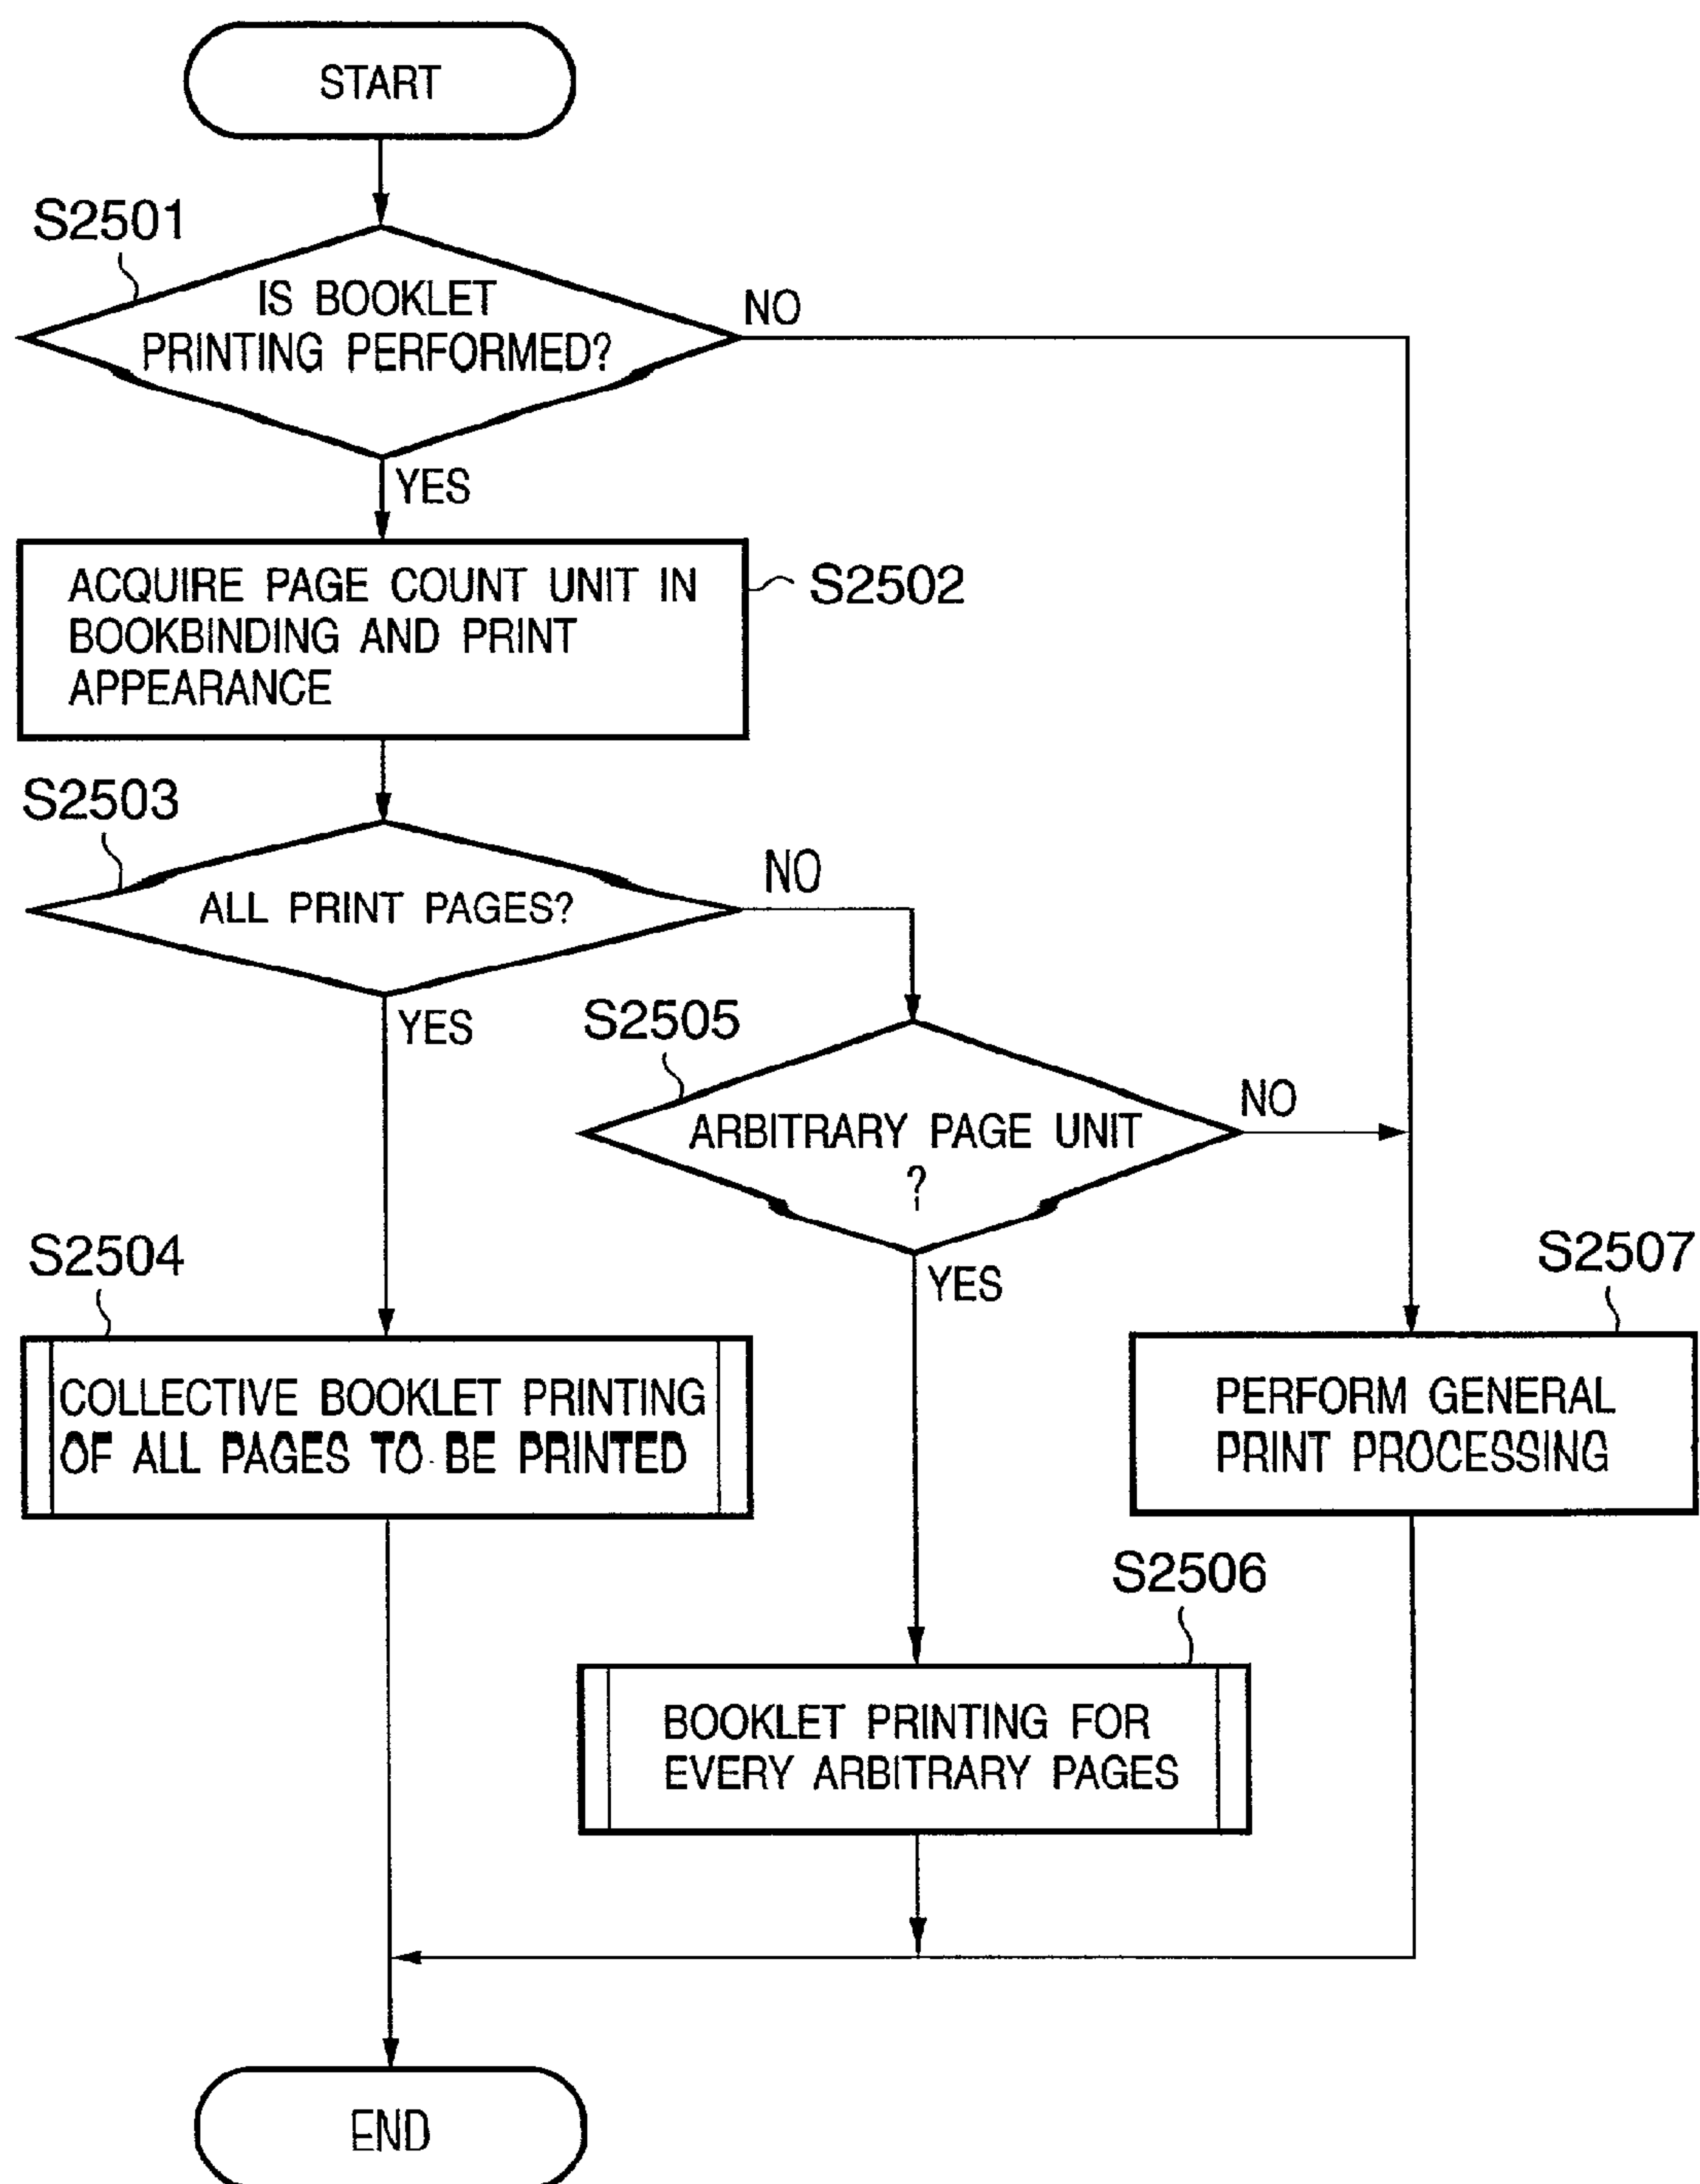 START
S2501
IS BOOKLET
PRINTING PERFORMED?
NO
YES
ACQUIRE PAGE COUNT UNIT IN
BOOKBINDING AND PRINT
APPEARANCE
S2502
S2503
ALL PRINT PAGES?
NO
YES
S2505
ARBITRARY PAGE UNIT
?
NO
YES
S2504
COLLECTIVE BOOKLET PRINTING
OF ALL PAGES TO BE PRINTED
S2507
PERFORM GENERAL
PRINT PROCESSING
S2506
BOOKLET PRINTING FOR
EVERY ARBITRARY PAGES
END